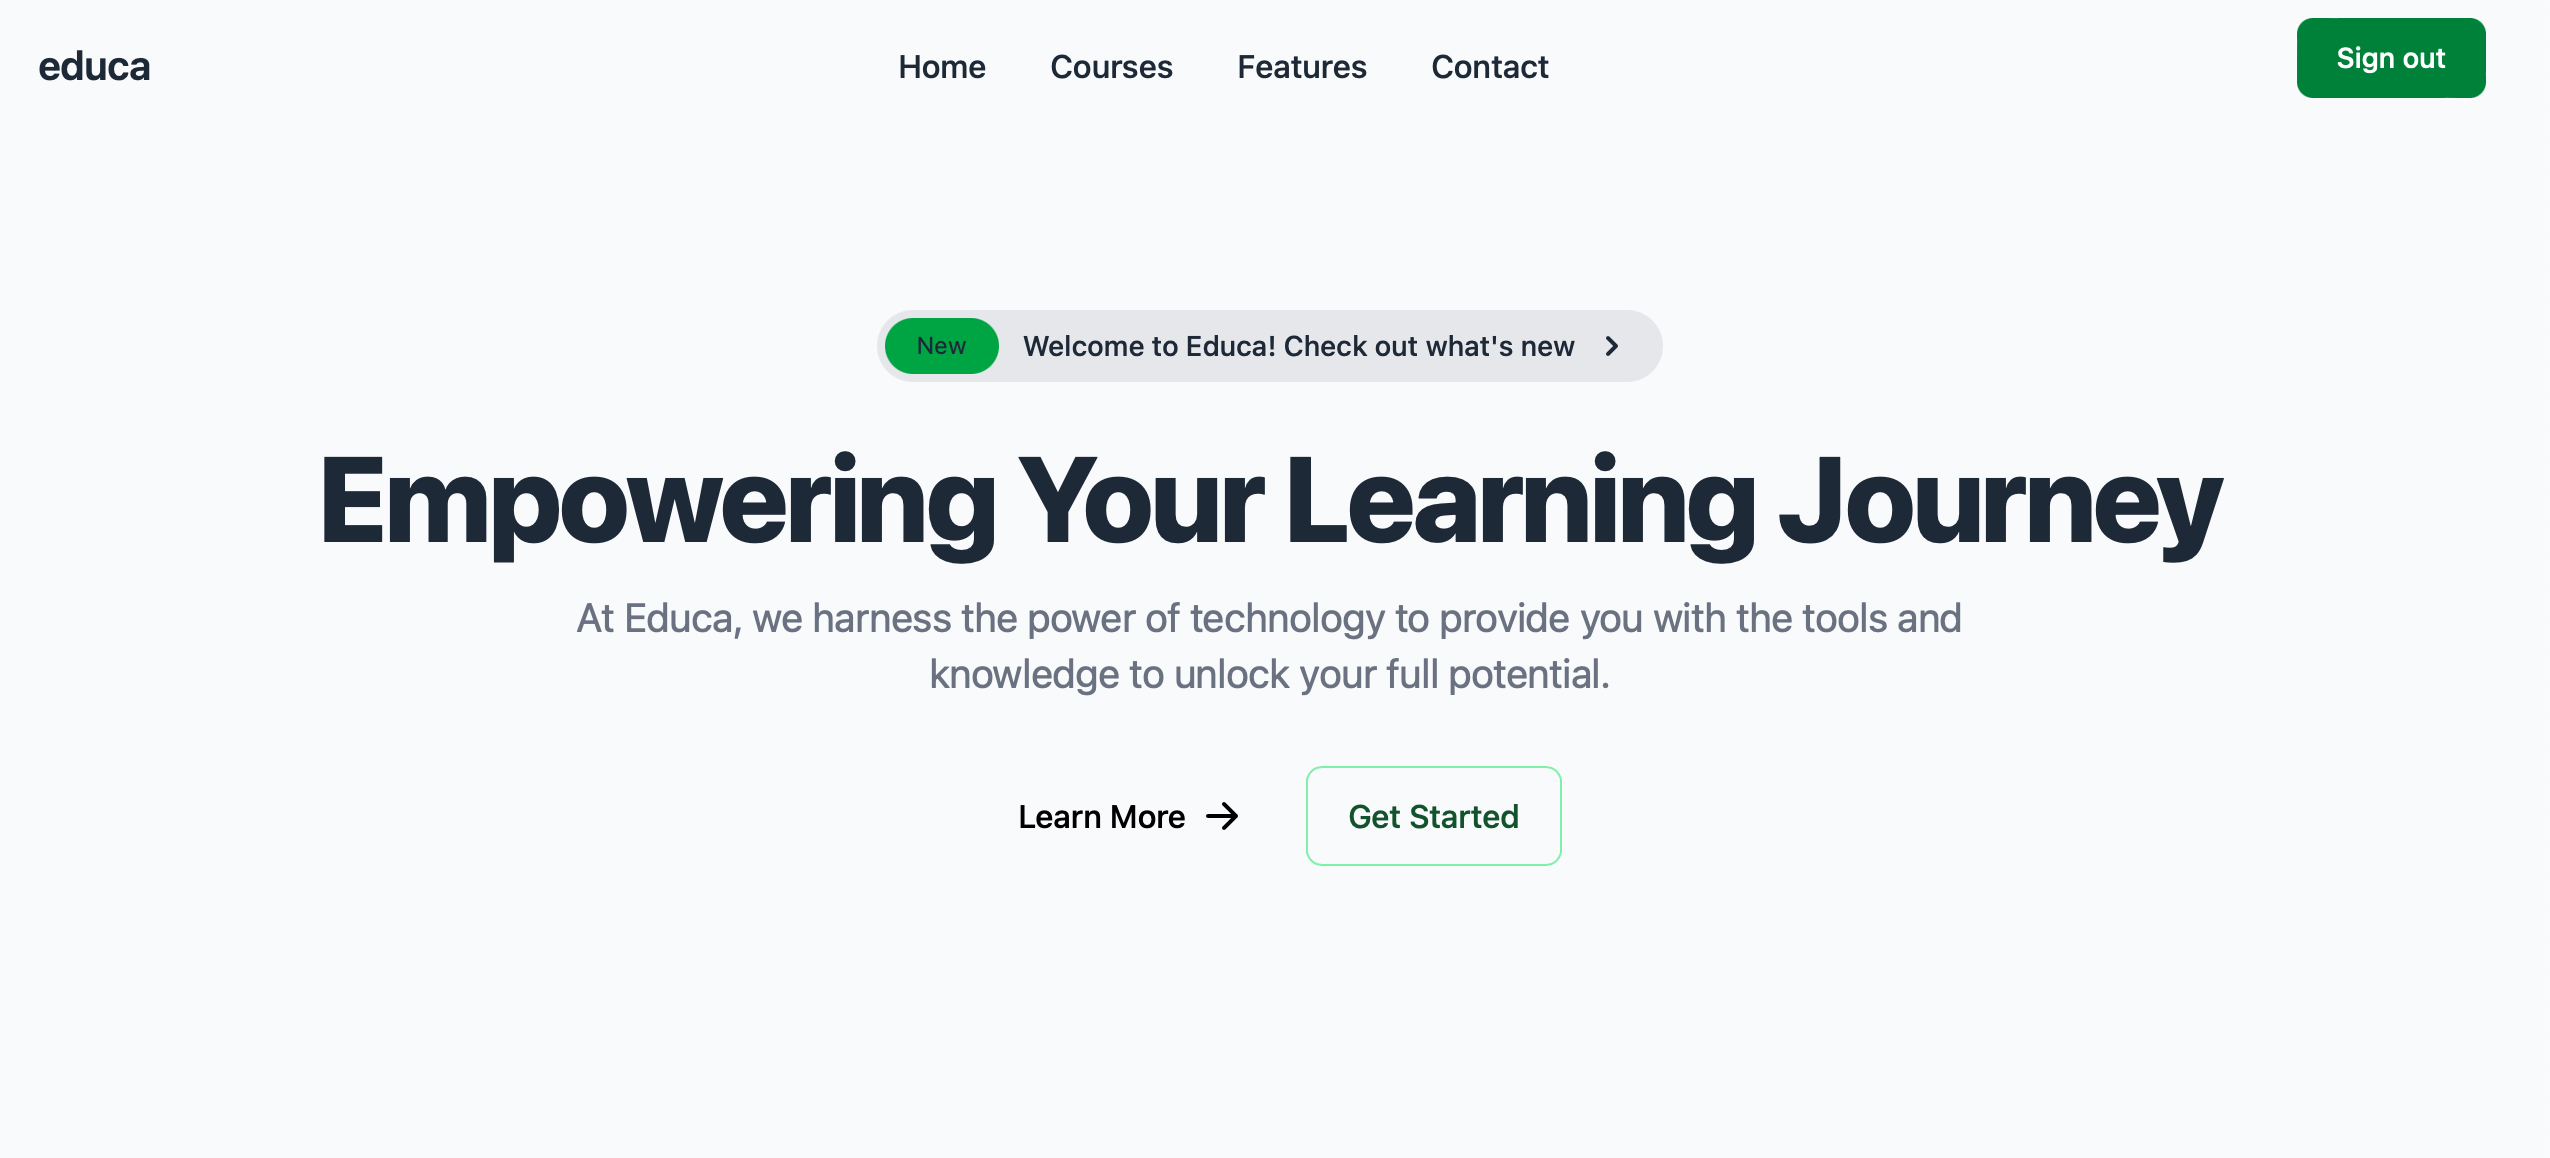 educa
Home
Courses
Features
Contact
Sign out
New
Welcome to Educa! Check out what's new
Empowering Your Learning Journey
At Educa, we harness the power of technology to provide you with the tools and
knowledge to unlock your full potential.
Learn More
Get Started